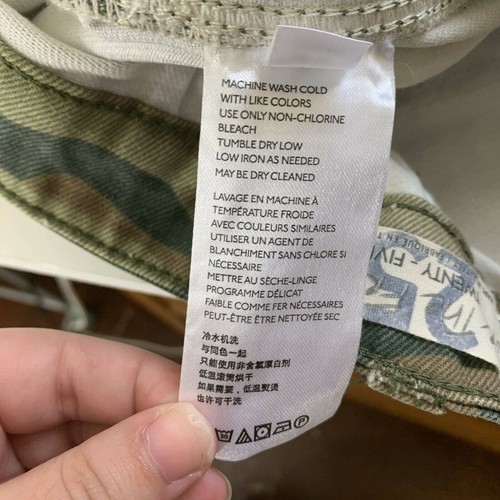 MACHINE WASH COLD
WITH LIKE COLORS
USE ONLY NON-CHLORINE
BLEACH
TUMBLE DRY LOW
LOW IRON AS NEEDED
MAY BE DRY CLEANED
LAVAGE EN MACHINE À
TEMPÉRATURE FROIDE
AVEC COULEURS SIMILAIRES
UTILISER UN AGENT DE
BLANCHIMENT SANS CHLORE SI
NÉCESSAIRE
METTRE AU SÈCHE-LINGE
PROGRAMME DÉLICAT
FAIBLE COMME FER NÉCESSAIRES
PEUT-ÊTRE ÊTRE NETTOYÉE SEC
冷水机洗
与同色一起
只能使用非含氯漂白剂
低温滚筒烘干
如果需要，低温熨烫
也许可干洗
30 P
TWENTY - FIV